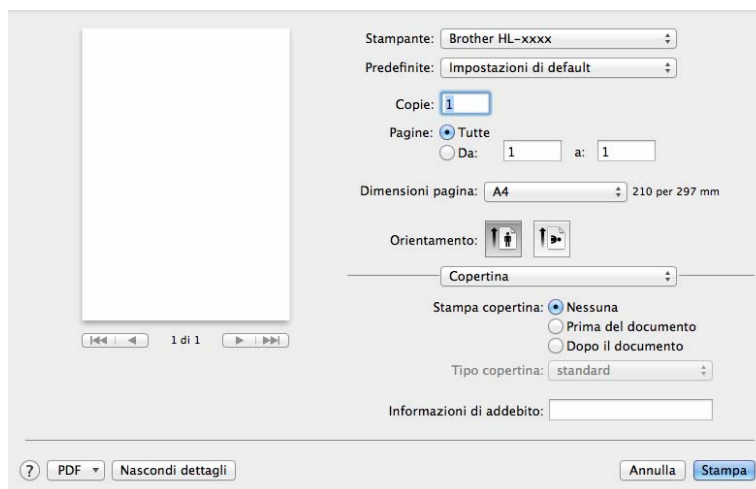 Stampante: Brother HL-xxxx
Predefinite: Impostazioni di default
Copie: 1
Pagine: Tutte
Da: 1 a: 1
Dimensioni pagina: A4 210 per 297 mm
Orientamento:
Copertina
Stampa copertina: Nessuna
Prima del documento
Dopo il documento
Tipo copertina: standard
Informazioni di addebito:
1 di 1
? PDF Nascondi dettagli Annulla Stampa